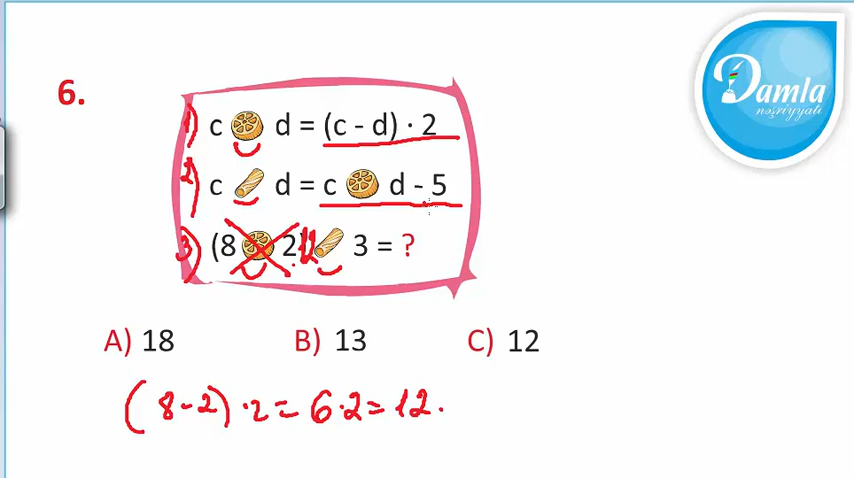 Damla
nəşriyyatı
6.
1) c d = (c - d) · 2
2) c d = c d - 5
3) (8 2) 12 3 = ?
A) 18 B) 13 C) 12
(8-2)·2=6·2=12.